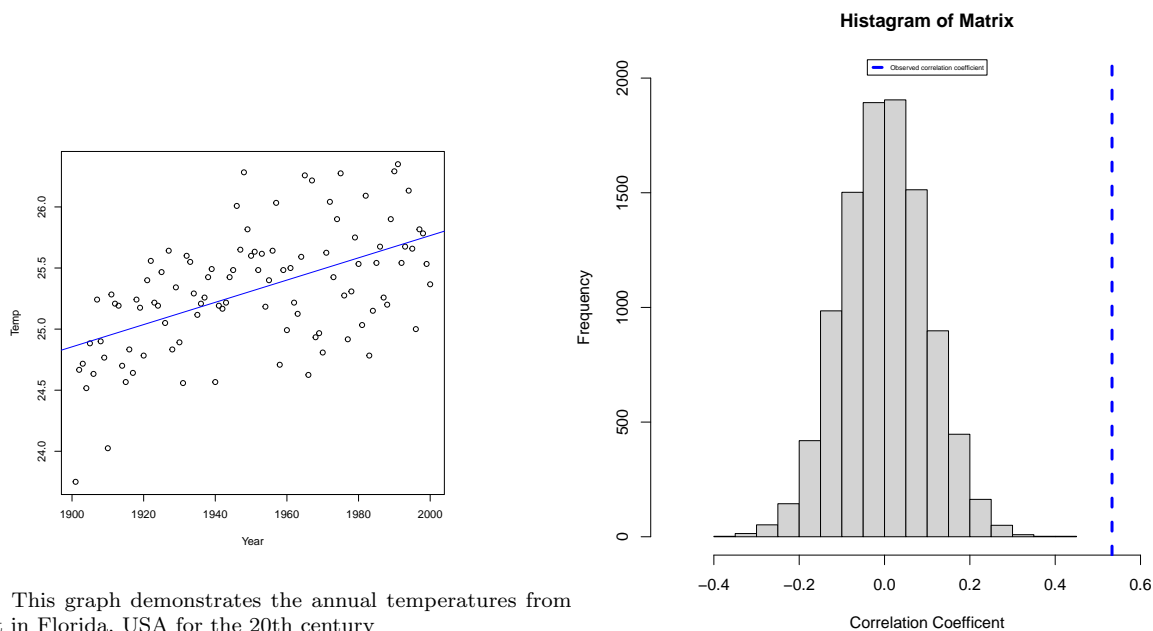 26.0
25.5
25.0
24.5
24.0
Temp
1900 1920 1940 1960 1980 2000
Year
This graph demonstrates the annual temperatures from
in Florida, USA for the 20th century
Histagram of Matrix
Observed correlation coefficient
2000
1500
1000
500
0
Frequency
−0.4 −0.2 0.0 0.2 0.4 0.6
Correlation Coefficent